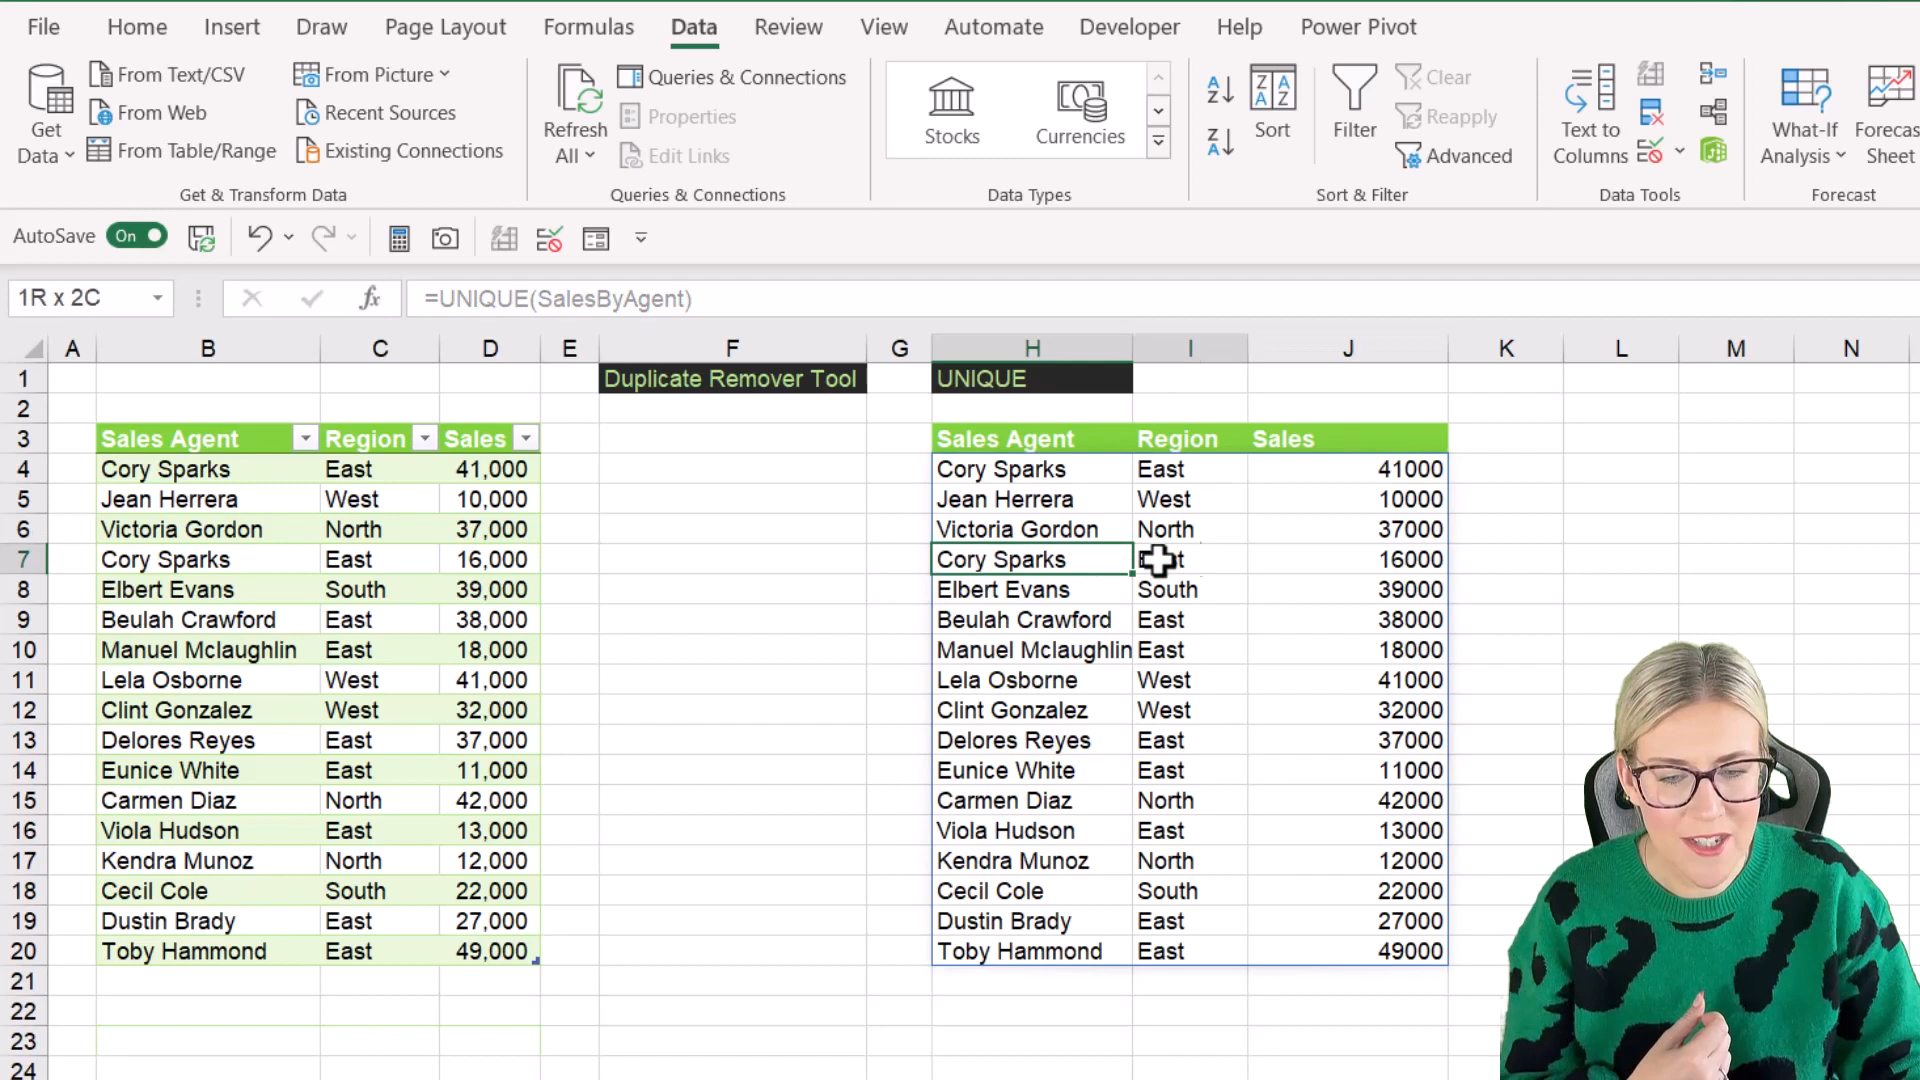 File Home Insert Draw Page Layout Formulas Data Review View Automate Developer Help Power Pivot
Get Data
From Text/CSV
From Web
From Table/Range
From Picture
Recent Sources
Existing Connections
Get & Transform Data
Refresh All
Queries & Connections
Properties
Edit Links
Queries & Connections
Stocks
Currencies
Data Types
Sort
Filter
Clear
Reapply
Advanced
Sort & Filter
Text to Columns
Data Tools
What-If Analysis
Forecas
Sheet
Forecast
AutoSave On
1R x 2C fx =UNIQUE(SalesByAgent)
A B C D E F G H I J K L M N
1 Duplicate Remover Tool UNIQUE
2
3 Sales Agent Region Sales Sales Agent Region Sales
4 Cory Sparks East 41,000 Cory Sparks East 41000
5 Jean Herrera West 10,000 Jean Herrera West 10000
6 Victoria Gordon North 37,000 Victoria Gordon North 37000
7 Cory Sparks East 16,000 Cory Sparks 16000
8 Elbert Evans South 39,000 Elbert Evans South 39000
9 Beulah Crawford East 38,000 Beulah Crawford East 38000
10 Manuel Mclaughlin East 18,000 Manuel Mclaughlin East 18000
11 Lela Osborne West 41,000 Lela Osborne West 41000
12 Clint Gonzalez West 32,000 Clint Gonzalez West 32000
13 Delores Reyes East 37,000 Delores Reyes East 37000
14 Eunice White East 11,000 Eunice White East 11000
15 Carmen Diaz North 42,000 Carmen Diaz North 42000
16 Viola Hudson East 13,000 Viola Hudson East 13000
17 Kendra Munoz North 12,000 Kendra Munoz North 12000
18 Cecil Cole South 22,000 Cecil Cole South 22000
19 Dustin Brady East 27,000 Dustin Brady East 27000
20 Toby Hammond East 49,000 Toby Hammond East 49000
21
22
23
24